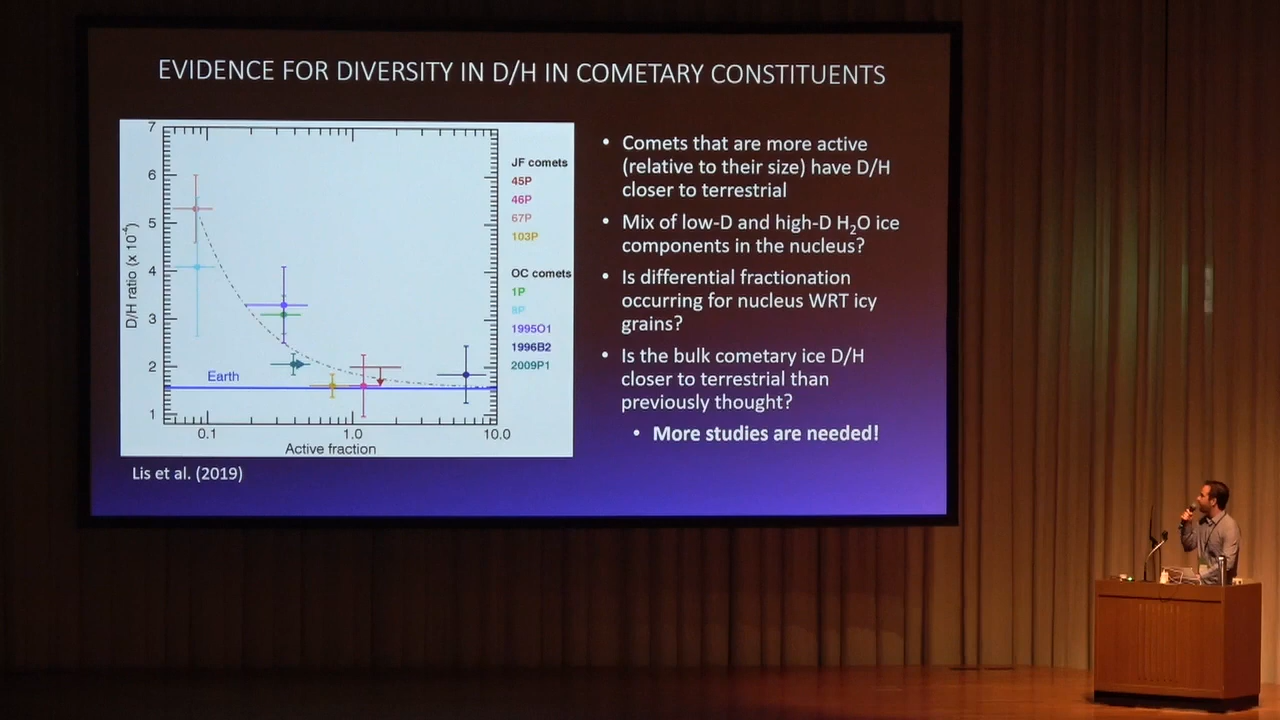 EVIDENCE FOR DIVERSITY IN D/H IN COMETARY CONSTITUENTS
7
6
5
4
3
2
1
D/H ratio (x 10⁻⁴)
Earth
0.1
1.0
10.0
Active fraction
JF comets
45P
46P
67P
103P
OC comets
1P
8P
1995O1
1996B2
2009P1
Lis et al. (2019)
• Comets that are more active
(relative to their size) have D/H
closer to terrestrial
• Mix of low-D and high-D H₂O ice
components in the nucleus?
• Is differential fractionation
occurring for nucleus WRT icy
grains?
• Is the bulk cometary ice D/H
closer to terrestrial than
previously thought?
• More studies are needed!